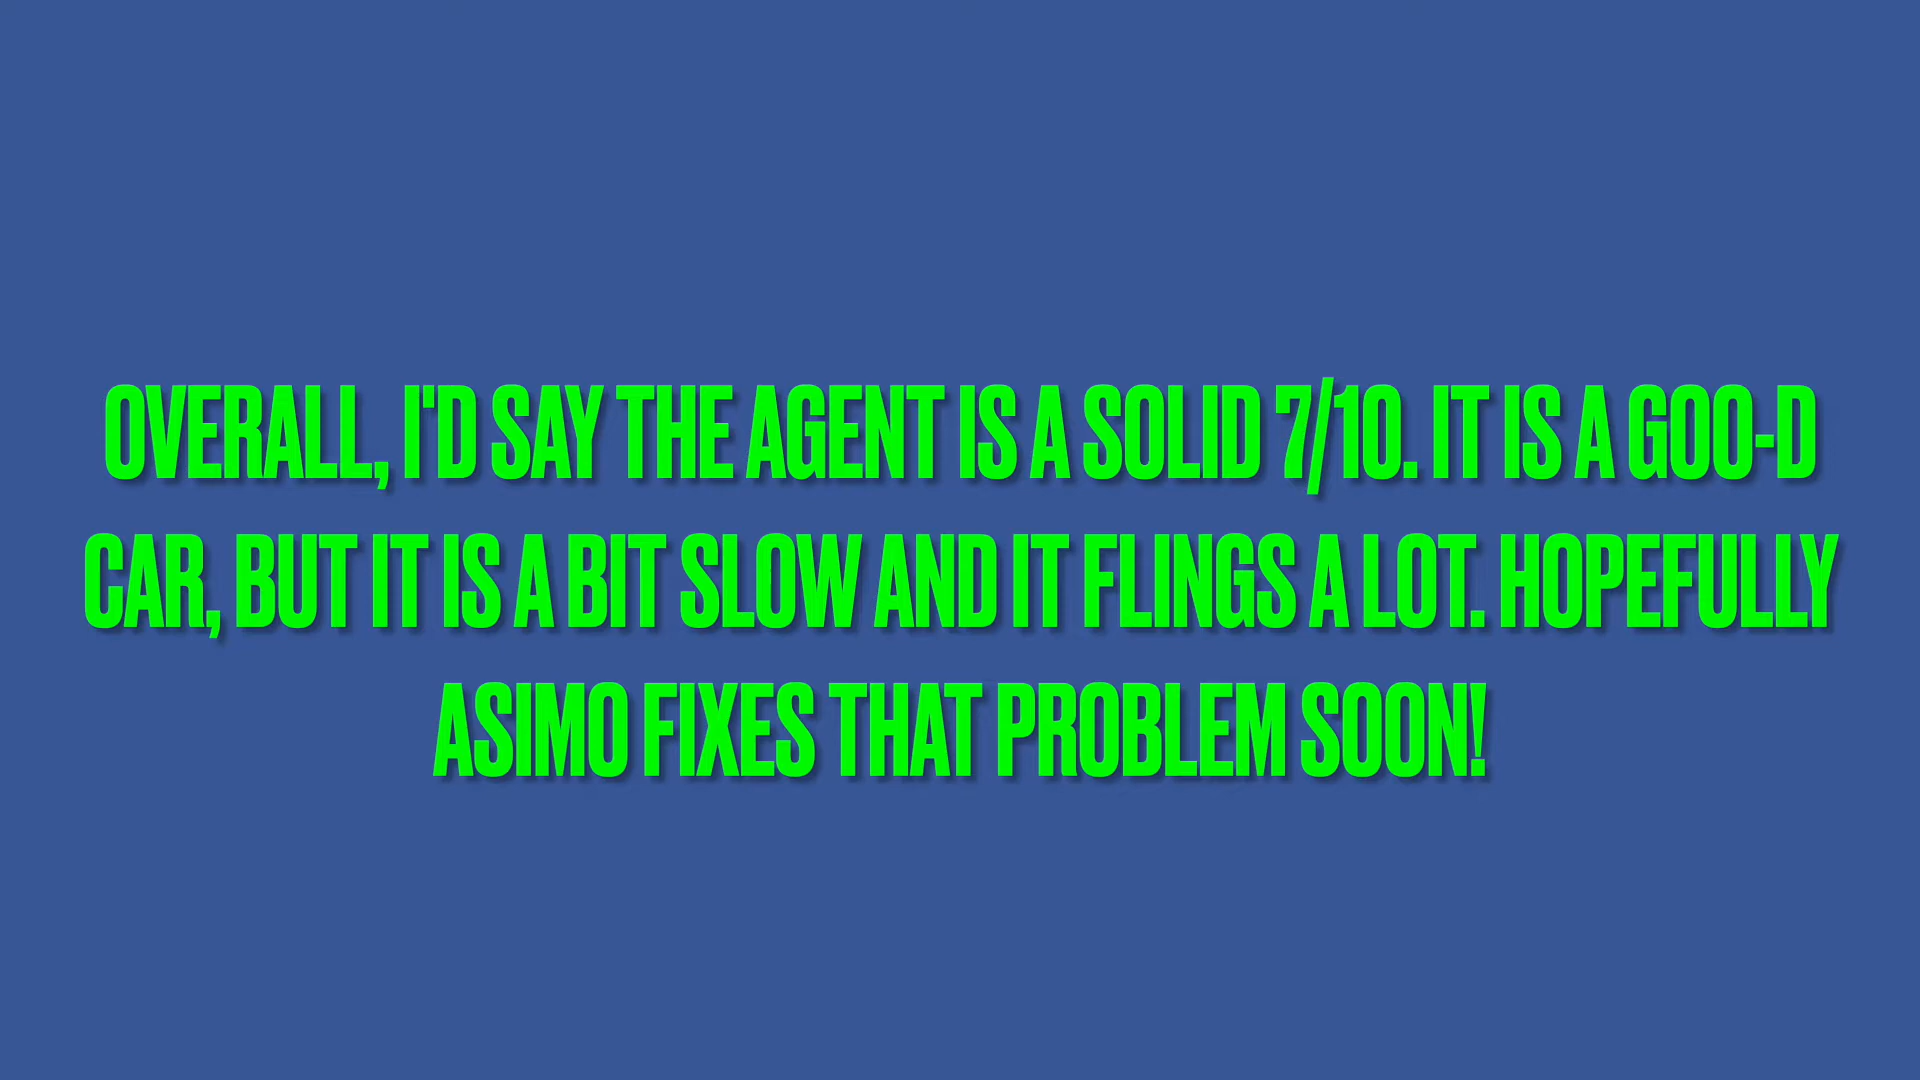 OVERALL, I'D SAY THE AGENT IS A SOLID 7/10. IT IS A GOO-D
CAR, BUT IT IS A BIT SLOW AND IT FLINGS A LOT. HOPEFULLY
ASIMO FIXES THAT PROBLEM SOON!